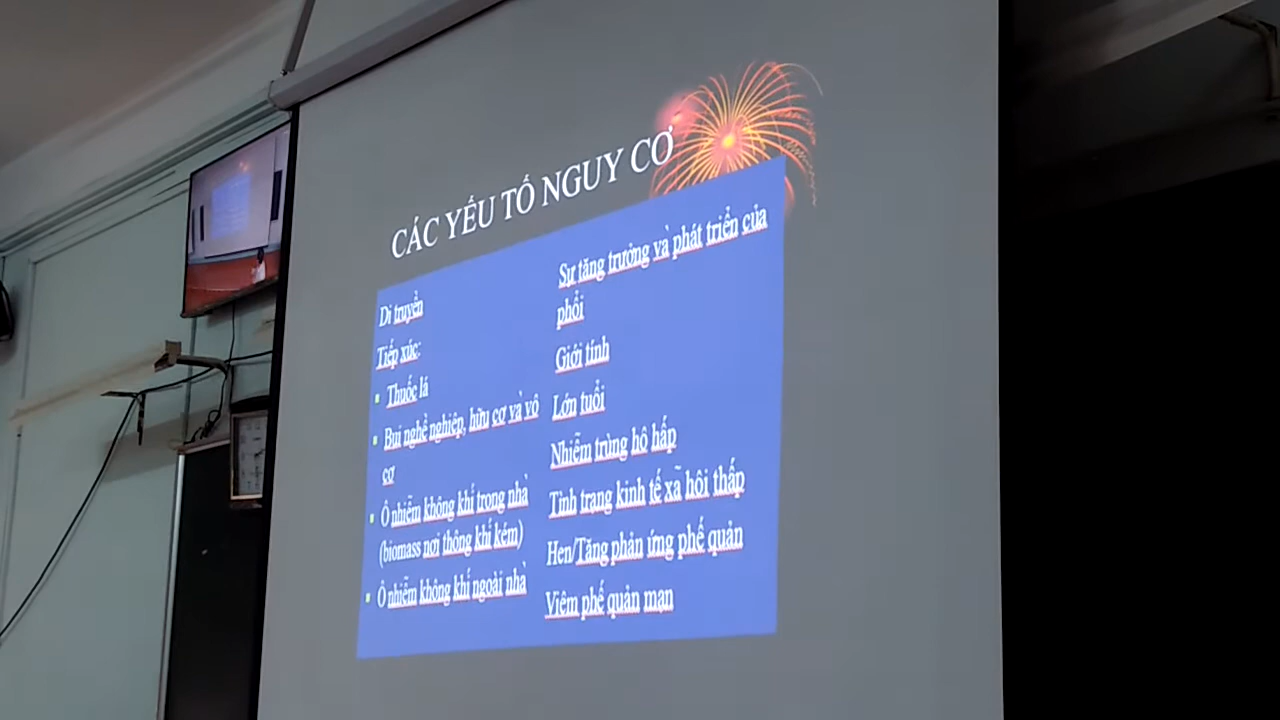 CÁC YẾU TỐ NGUY CƠ
Di truyền
Tiếp xúc:
Thuốc lá
Bụi nghề nghiệp, hữu cơ và vô
cơ
Ô nhiễm không khí trong nhà
(biomass nơi thông khí kém)
Ô nhiễm không khí ngoài nhà
Sự tăng trưởng và phát triển của
phổi
Giới tính
Lớn tuổi
Nhiễm trùng hô hấp
Tình trạng kinh tế xã hội thấp
Hen/Tăng phản ứng phế quản
Viêm phế quản mạn